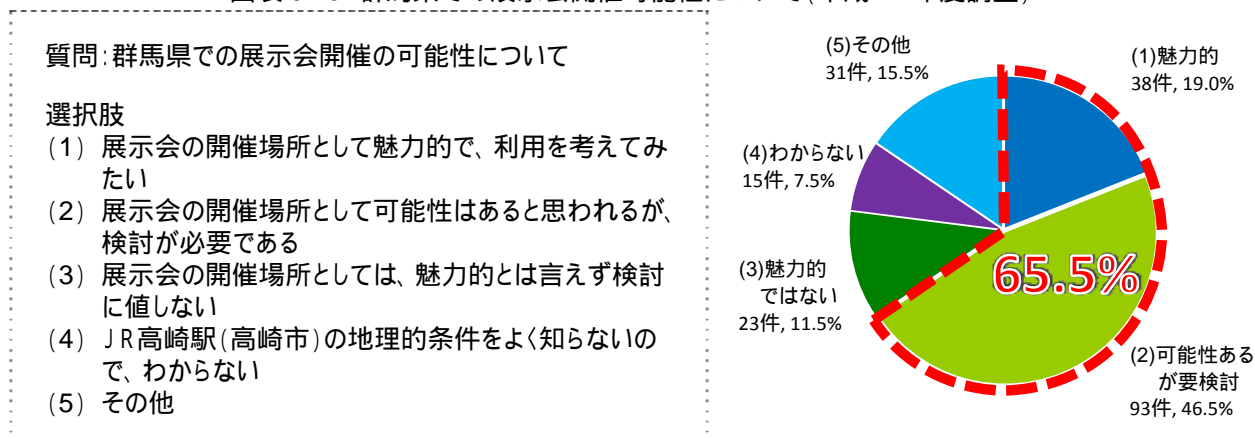 質問:群馬県での展示会開催の可能性について
選択肢
(1) 展示会の開催場所として魅力的で、利用を考えてみ
たい
(2) 展示会の開催場所として可能性はあると思われるが、
検討が必要である
(3) 展示会の開催場所としては、魅力的とは言えず検討
に値しない
(4) JR高崎駅(高崎市)の地理的条件をよく知らないの
で、わからない
(5) その他
(5)その他
31件, 15.5%
(1)魅力的
38件, 19.0%
(4)わからない
15件, 7.5%
(3)魅力的
ではない
23件, 11.5%
65.5%
(2)可能性ある
が要検討
93件, 46.5%